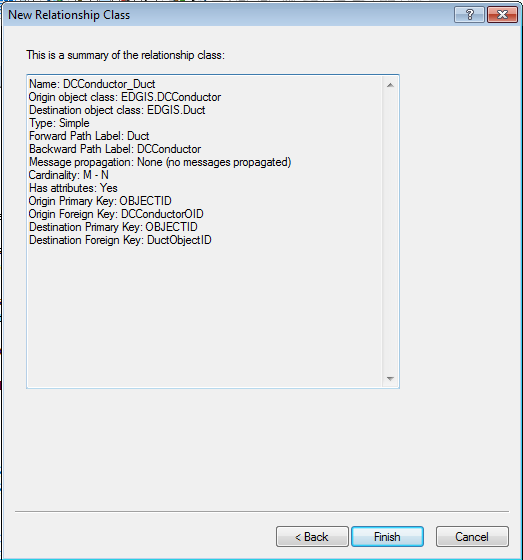 New Relationship Class
?
This is a summary of the relationship class:
Name: DCConductor_Duct
Origin object class: EDGIS.DCConductor
Destination object class: EDGIS.Duct
Type: Simple
Forward Path Label: Duct
Backward Path Label: DCConductor
Message propagation: None (no messages propagated)
Cardinality: M - N
Has attributes: Yes
Origin Primary Key: OBJECTID
Origin Foreign Key: DCConductorOID
Destination Primary Key: OBJECTID
Destination Foreign Key: DuctObjectID
< Back
Finish
Cancel